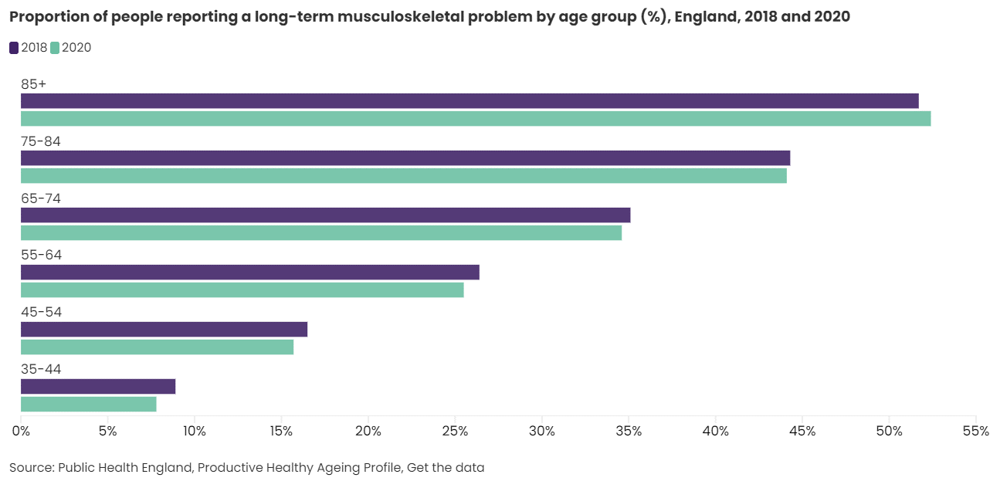 Proportion of people reporting a long-term musculoskeletal problem by age group (%), England, 2018 and 2020
2018 2020
85+
75-84
65-74
55-64
45-54
35-44
0% 5% 10% 15% 20% 25% 30% 35% 40% 45% 50% 55%
Source: Public Health England, Productive Healthy Ageing Profile, Get the data